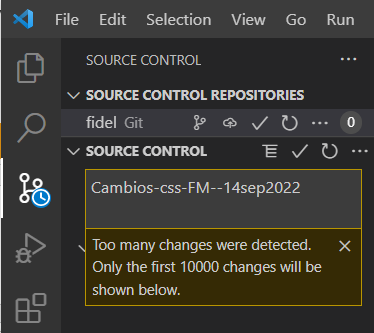 File Edit Selection View Go Run
SOURCE CONTROL
SOURCE CONTROL REPOSITORIES
fidel Git 0
SOURCE CONTROL
Cambios-css-FM--14sep2022
Too many changes were detected.
Only the first 10000 changes will be
shown below.